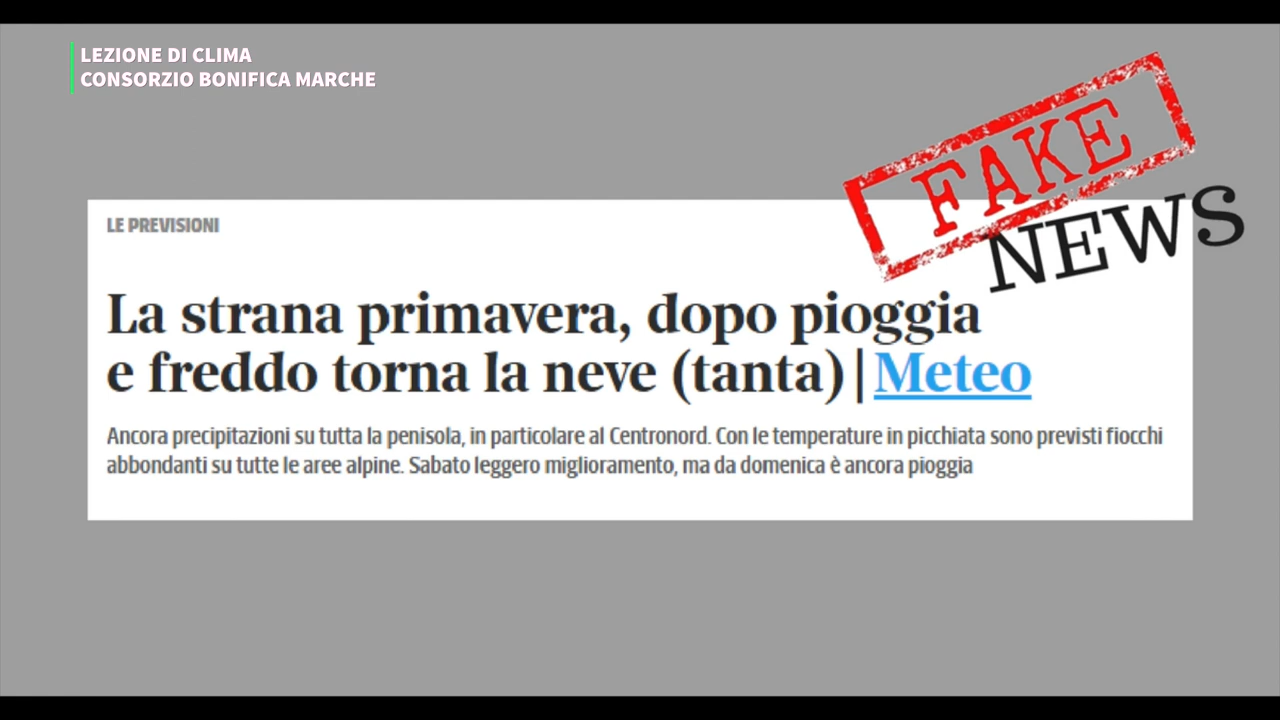 LEZIONE DI CLIMA
CONSORZIO BONIFICA MARCHE
FAKE
NEWS
LE PREVISIONI
La strana primavera, dopo pioggia
e freddo torna la neve (tanta) | Meteo
Ancora precipitazioni su tutta la penisola, in particolare al Centronord. Con le temperature in picchiata sono previsti fiocchi
abbondanti su tutte le aree alpine. Sabato leggero miglioramento, ma da domenica è ancora pioggia